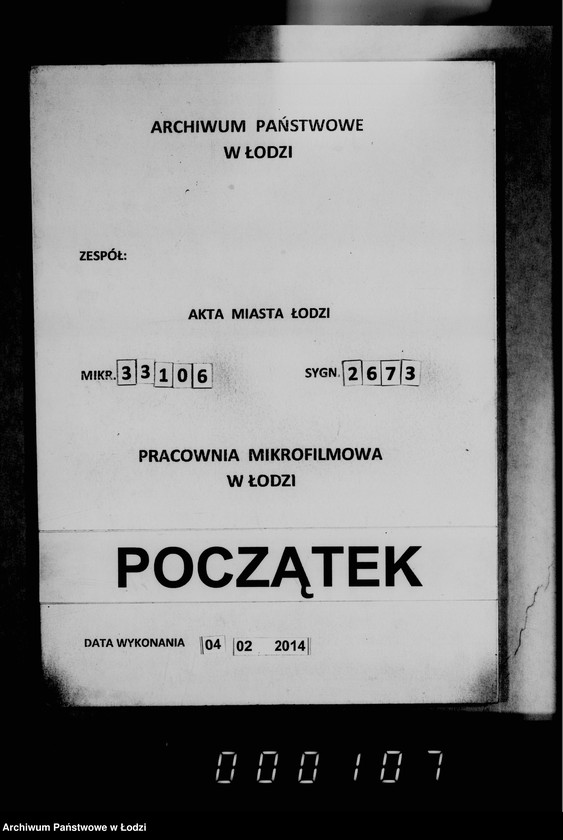 ARCHIWUM PAŃSTWOWE
W ŁODZI
ZESPÓŁ:
AKTA MIASTA ŁODZI
MIKR. 33106 SYGN. 2673
PRACOWNIA MIKROFILMOWA
W ŁODZI
POCZĄTEK
DATA WYKONANIA 04 02 2014
000107
Archiwum Państwowe w Łodzi